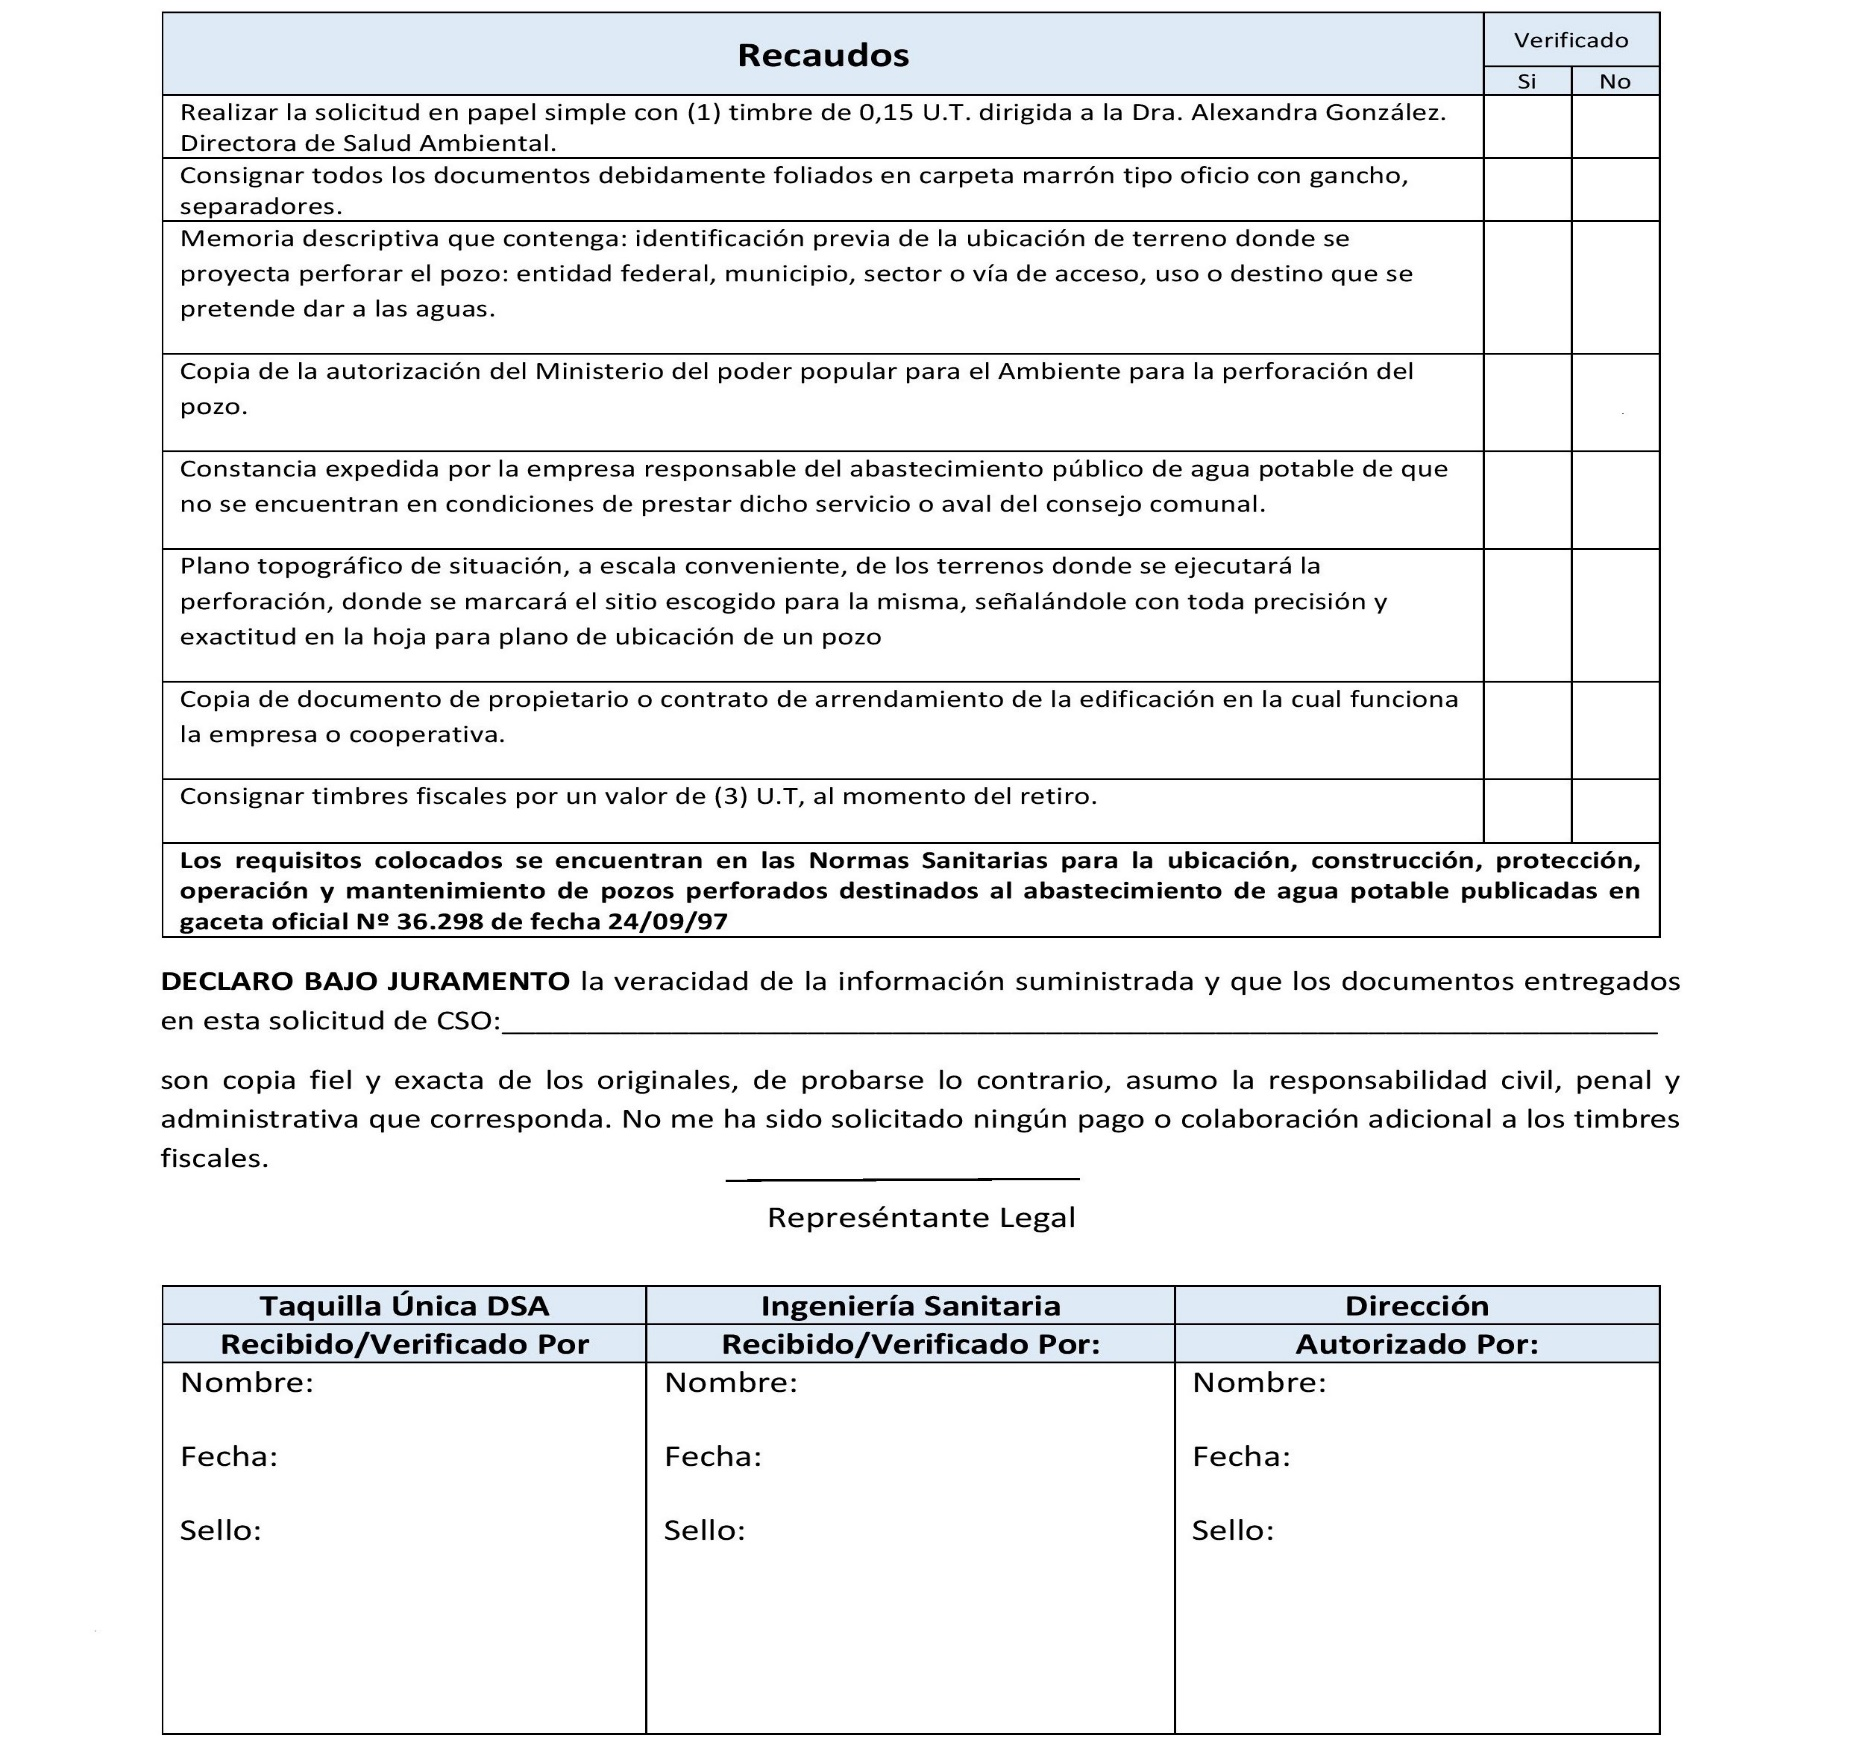 Recaudos
Verificado
Si No
Realizar la solicitud en papel simple con (1) timbre de 0,15 U.T. dirigida a la Dra. Alexandra González.
Directora de Salud Ambiental.
Consignar todos los documentos debidamente foliados en carpeta marrón tipo oficio con gancho,
separadores.
Memoria descriptiva que contenga: identificación previa de la ubicación de terreno donde se
proyecta perforar el pozo: entidad federal, municipio, sector o vía de acceso, uso o destino que se
pretende dar a las aguas.
Copia de la autorización del Ministerio del poder popular para el Ambiente para la perforación del
pozo.
Constancia expedida por la empresa responsable del abastecimiento público de agua potable de que
no se encuentran en condiciones de prestar dicho servicio o aval del consejo comunal.
Plano topográfico de situación, a escala conveniente, de los terrenos donde se ejecutará la
perforación, donde se marcará el sitio escogido para la misma, señalándole con toda precisión y
exactitud en la hoja para plano de ubicación de un pozo
Copia de documento de propietario o contrato de arrendamiento de la edificación en la cual funciona
la empresa o cooperativa.
Consignar timbres fiscales por un valor de (3) U.T, al momento del retiro.
Los requisitos colocados se encuentran en las Normas Sanitarias para la ubicación, construcción, protección,
operación y mantenimiento de pozos perforados destinados al abastecimiento de agua potable publicadas en
gaceta oficial Nº 36.298 de fecha 24/09/97
DECLARO BAJO JURAMENTO la veracidad de la información suministrada y que los documentos entregados
en esta solicitud de CSO:______________________________
son copia fiel y exacta de los originales, de probarse lo contrario, asumo la responsabilidad civil, penal y
administrativa que corresponda. No me ha sido solicitado ningún pago o colaboración adicional a los timbres
fiscales.
Represéntante Legal
Taquilla Única DSA Ingeniería Sanitaria Dirección
Recibido/Verificado Por Recibido/Verificado Por: Autorizado Por:
Nombre: Nombre: Nombre:
Fecha: Fecha: Fecha:
Sello: Sello: Sello: